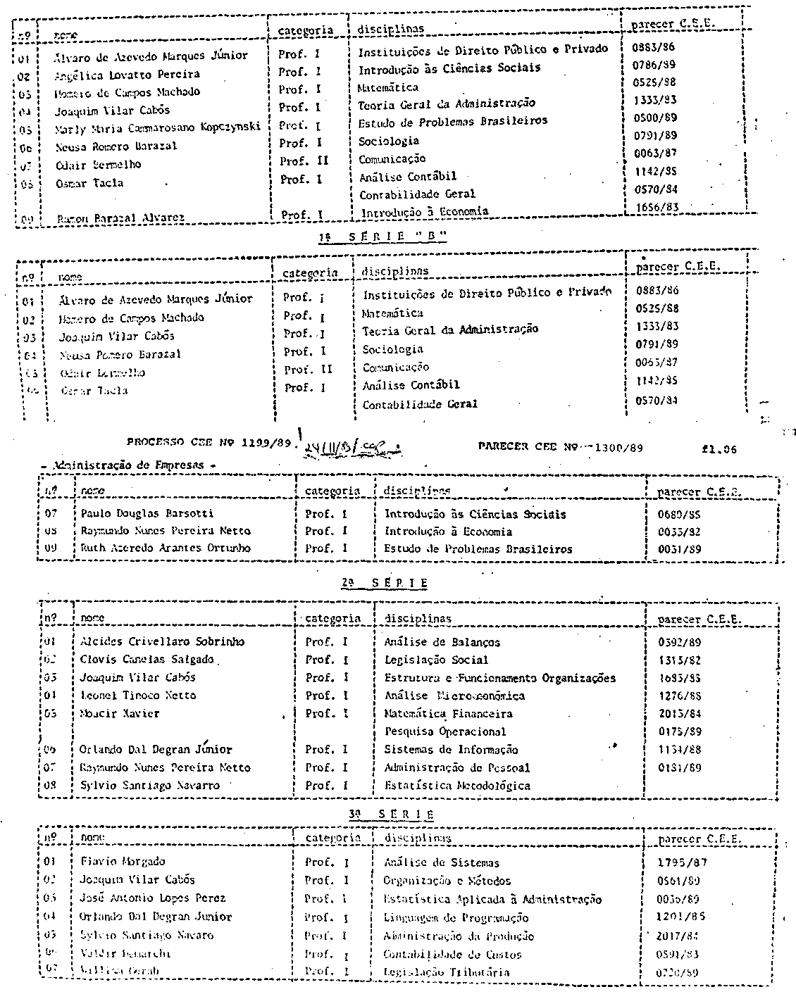 nº nome categoria disciplinas parecer C.E.E.
01 Álvaro de Azevedo Marques Júnior Prof. I Instituições de Direito Público e Privado 0883/86
02 Angélica Lovatto Pereira Prof. I Introdução às Ciências Sociais 0786/89
03 Homero de Campos Machado Prof. I Matemática 0525/88
04 Joaquim Vilar Cabós Prof. I Teoria Geral da Administração 1333/83
05 Marly Maria Cammarosano Kopczynski Prof. I Estudo de Problemas Brasileiros 0500/89
06 Neusa Romero Barazal Prof. I Sociologia 0791/89
07 Odair Bermelho Prof. II Comunicação 0063/87
08 Osmar Tacla Prof. I Análise Contábil 1142/85
Contabilidade Geral 0570/84
09 Ramon Barazal Alvarez Prof. I Introdução à Economia 1656/83
1ª SÉRIE "B"
nº nome categoria disciplinas parecer C.E.E.
01 Álvaro de Azevedo Marques Júnior Prof. I Instituições de Direito Público e Privado 0883/86
02 Homero de Campos Machado Prof. I Matemática 0525/88
03 Joaquim Vilar Cabós Prof. I Teoria Geral da Administração 1333/83
04 Neusa Romero Barazal Prof. I Sociologia 0791/89
05 Odair Bermelho Prof. II Comunicação 0063/87
06 Osmar Tacla Prof. I Análise Contábil 1142/85
Contabilidade Geral 0570/84
PROCESSO CEE Nº 1199/89 PARECER CEE Nº 1300/89 fl.06
- Administração de Empresas -
nº nome categoria disciplinas parecer C.E.E.
07 Paulo Douglas Barsotti Prof. I Introdução às Ciências Sociais 0680/85
08 Raymundo Nunes Pereira Netto Prof. I Introdução à Economia 0035/82
09 Ruth Azeredo Arantes Ortunho Prof. I Estudo de Problemas Brasileiros 0031/89
2ª SÉRIE
nº nome categoria disciplinas parecer C.E.E.
01 Alcides Crivellaro Sobrinho Prof. I Análise de Balanços 0392/89
02 Clovis Canelas Salgado Prof. I Legislação Social 1313/82
03 Joaquim Vilar Cabós Prof. I Estrutura e Funcionamento Organizações 1685/85
04 Leonel Tinoco Netto Prof. I Análise Microeconômica 1276/88
05 Moacir Xavier Prof. I Matemática Financeira 2013/84
Pesquisa Operacional 0175/89
06 Orlando Dal Degran Júnior Prof. I Sistemas de Informação 1134/88
07 Raymundo Nunes Pereira Netto Prof. I Administração de Pessoal 0131/89
08 Sylvio Santiago Navarro Prof. I Estatística Metodológica
3ª SÉRIE
nº nome categoria disciplinas parecer C.E.E.
01 Flavio Morgado Prof. I Análise de Sistemas 1795/87
02 Joaquim Vilar Cabós Prof. I Organização e Métodos 0561/89
03 José Antonio Lopes Perez Prof. I Estatística Aplicada à Administração 0036/89
04 Orlando Dal Degran Junior Prof. I Linguagem de Programação 1201/85
05 Sylvio Santiago Navaro Prof. I Administração da Produção 2017/84
06 Valdir Prof. I Contabilidade de Custos 0591/83
07 Prof. I Legislação Tributária 0720/89